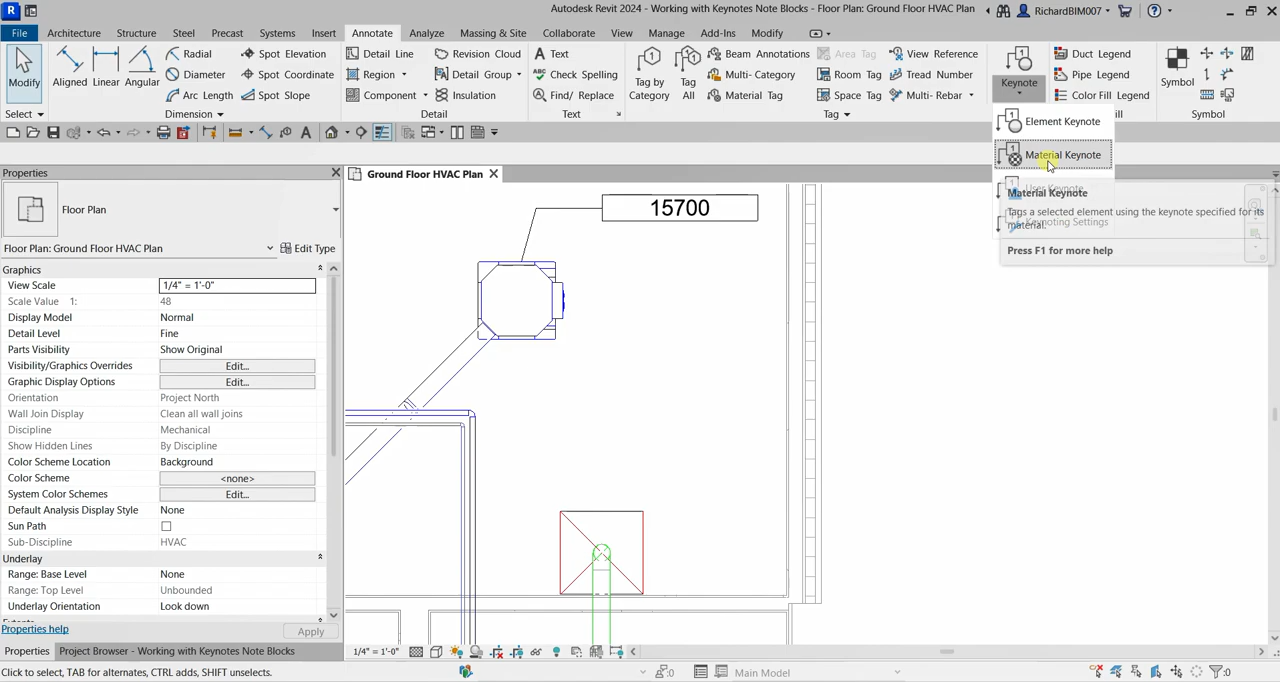 Autodesk Revit 2024 - Working with Keynotes Note Blocks - Floor Plan: Ground Floor HVAC Plan
RichardBIM007
File Architecture Structure Steel Precast Systems Insert Annotate Analyze Massing & Site Collaborate View Manage Add-Ins Modify
Modify
Aligned Linear Angular
Radial
Diameter
Arc Length
Spot Elevation
Spot Coordinate
Spot Slope
Detail Line
Region
Component
Revision Cloud
Detail Group
Insulation
Text
Check Spelling
Find/ Replace
Tag by Category
Tag All
Beam Annotations
Multi- Category
Material Tag
Area Tag
Room Tag
Space Tag
View Reference
Tread Number
Multi- Rebar
Keynote
Duct Legend
Pipe Legend
Color Fill Legend
Symbol
Select Dimension Detail Text Tag ill Symbol
Element Keynote
Material Keynote
User Keynote
Keynoting Settings
Material Keynote
Tags a selected element using the keynote specified for its
material.
Press F1 for more help
Properties
Floor Plan
Floor Plan: Ground Floor HVAC Plan Edit Type
Graphics
View Scale 1/4" = 1'-0"
Scale Value 1: 48
Display Model Normal
Detail Level Fine
Parts Visibility Show Original
Visibility/Graphics Overrides Edit...
Graphic Display Options Edit...
Orientation Project North
Wall Join Display Clean all wall joins
Discipline Mechanical
Show Hidden Lines By Discipline
Color Scheme Location Background
Color Scheme <none>
System Color Schemes Edit...
Default Analysis Display Style None
Sun Path
Sub-Discipline HVAC
Underlay
Range: Base Level None
Range: Top Level Unbounded
Underlay Orientation Look down
Properties help Apply
Properties Project Browser - Working with Keynotes Note Blocks
Ground Floor HVAC Plan
15700
1/4" = 1'-0"
Click to select, TAB for alternates, CTRL adds, SHIFT unselects.
:0 Main Model :0